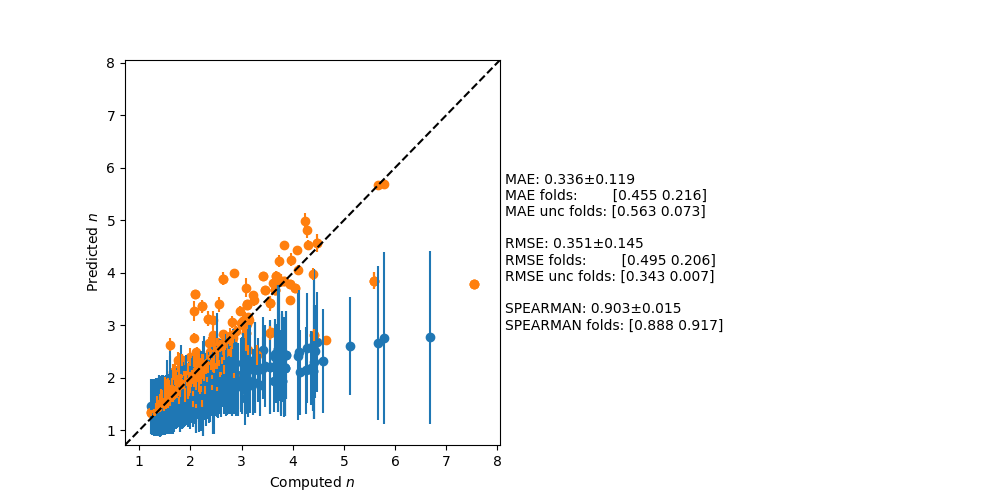 8
7
6
5
4
3
2
1
Predicted n
1 2 3 4 5 6 7 8
Computed n
MAE: 0.336±0.119
MAE folds: [0.455 0.216]
MAE unc folds: [0.563 0.073]
RMSE: 0.351±0.145
RMSE folds: [0.495 0.206]
RMSE unc folds: [0.343 0.007]
SPEARMAN: 0.903±0.015
SPEARMAN folds: [0.888 0.917]